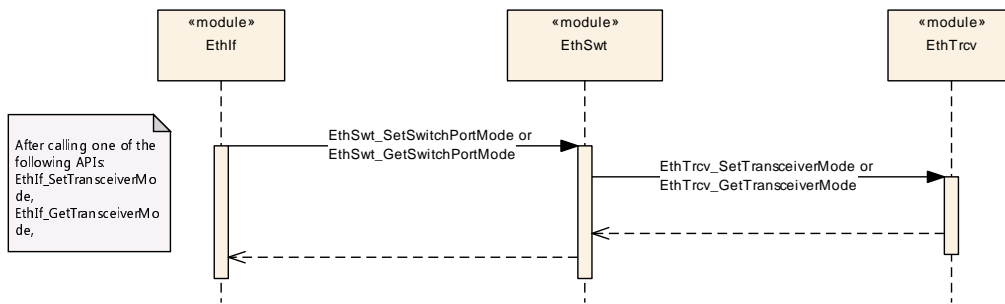 «module»
EthIf
«module»
EthSwt
«module»
EthTrcv
After calling one of the
following APIs:
EthIf_SetTransceiverMo
de,
EthIf_GetTransceiverMo
de,
EthSwt_SetSwitchPortMode or
EthSwt_GetSwitchPortMode
EthTrcv_SetTransceiverMode or
EthTrcv_GetTransceiverMode